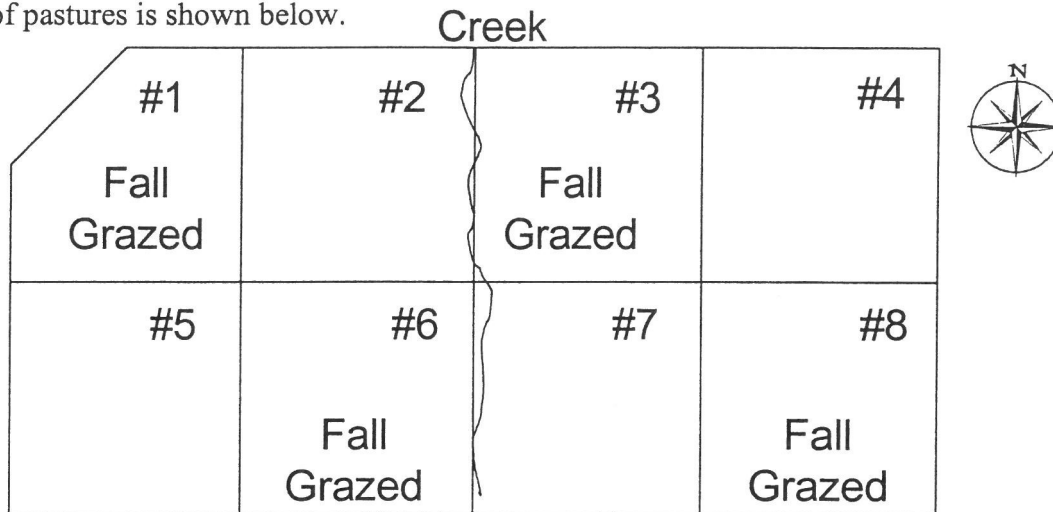 of pastures is shown below.
Creek
N
#1
#2
#3
#4
Fall
Grazed
Fall
Grazed
#5
#6
#7
#8
Fall
Grazed
Fall
Grazed